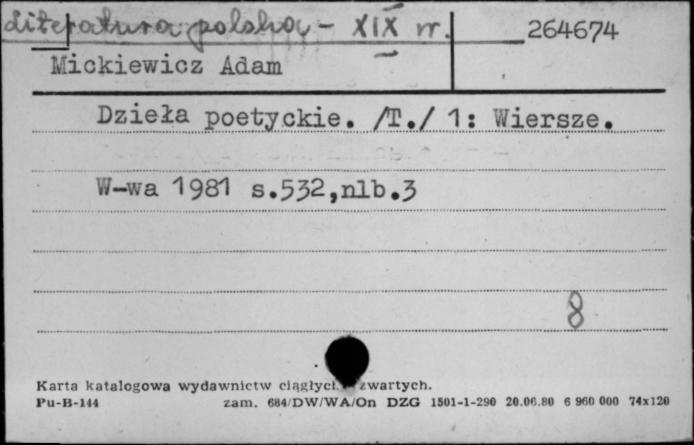 Literatura polska - XIX w.
264674
Mickiewicz Adam
Dzieła poetyckie. /T./ 1: Wiersze.
W-wa 1981 s.532,nlb.3
8
Karta katalogowa wydawnictw ciągłych zwartych.
Pu-B-144 zam. 684/DW/WA/On DZG 1501-1-290 20.06.80 6 960 000 74x120